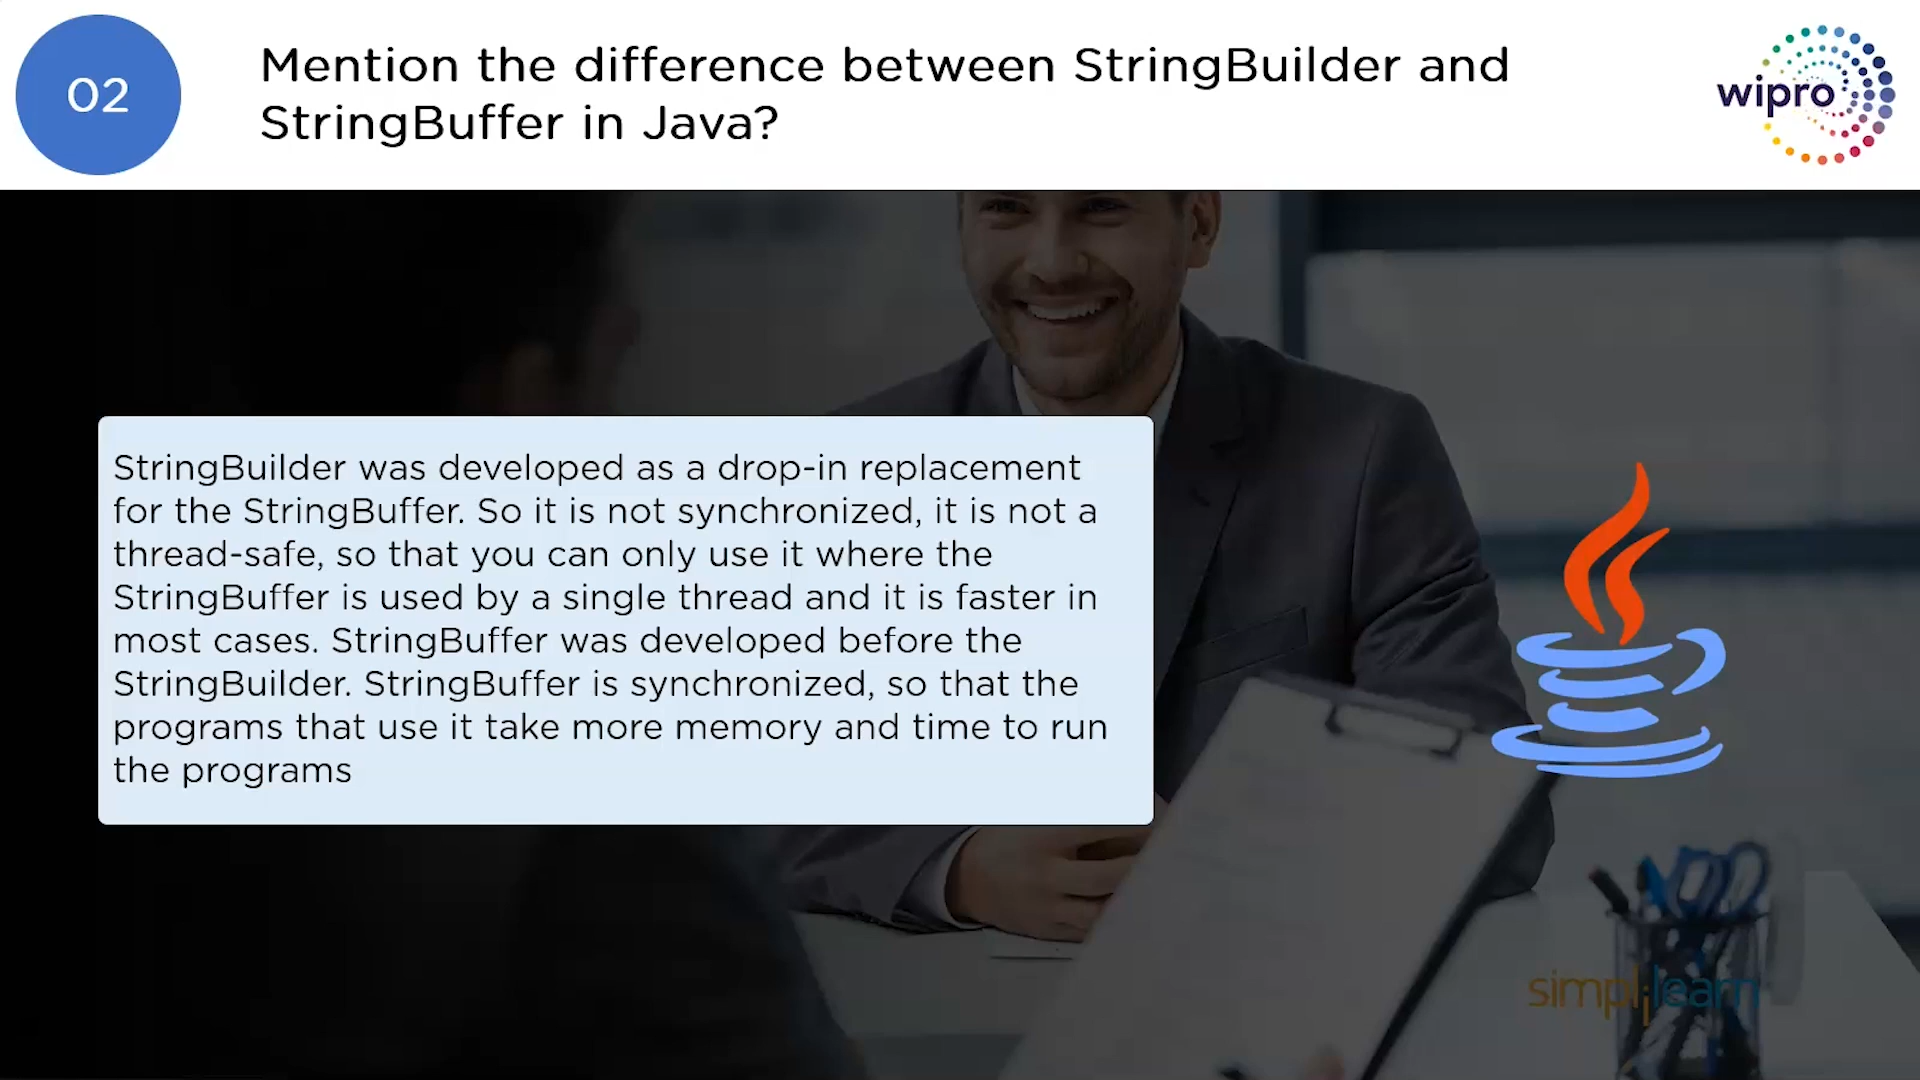 02
Mention the difference between StringBuilder and
StringBuffer in Java?
wipro
StringBuilder was developed as a drop-in replacement
for the StringBuffer. So it is not synchronized, it is not a
thread-safe, so that you can only use it where the
StringBuffer is used by a single thread and it is faster in
most cases. StringBuffer was developed before the
StringBuilder. StringBuffer is synchronized, so that the
programs that use it take more memory and time to run
the programs
simplilearn